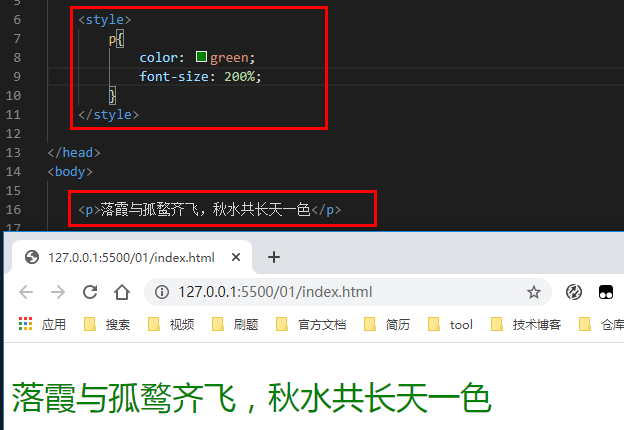 5
6 <style>
7 p{
8 color: green;
9 font-size: 200%;
10 }
11 </style>
12
13 </head>
14 <body>
15
16 <p>落霞与孤鹜齐飞，秋水共长天一色</p>
17
127.0.0.1:5500/01/index.html
127.0.0.1:5500/01/index.html
应用 搜索 视频 刷题 官方文档 简历 tool 技术博客 仓库
落霞与孤鹜齐飞，秋水共长天一色